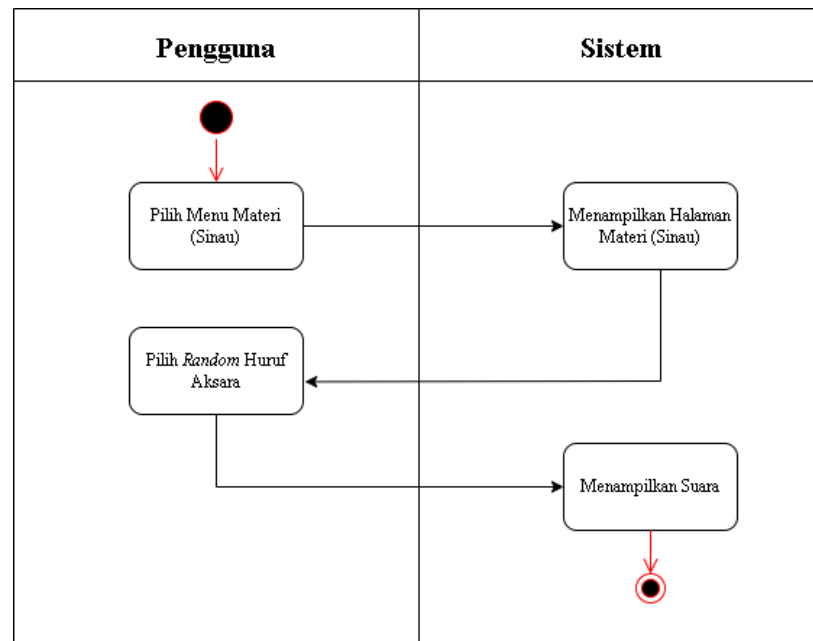 Pengguna
Sistem
Pilih Menu Materi
(Sinau)
Menampilkan Halaman
Materi (Sinau)
Pilih Random Huruf
Aksara
Menampilkan Suara